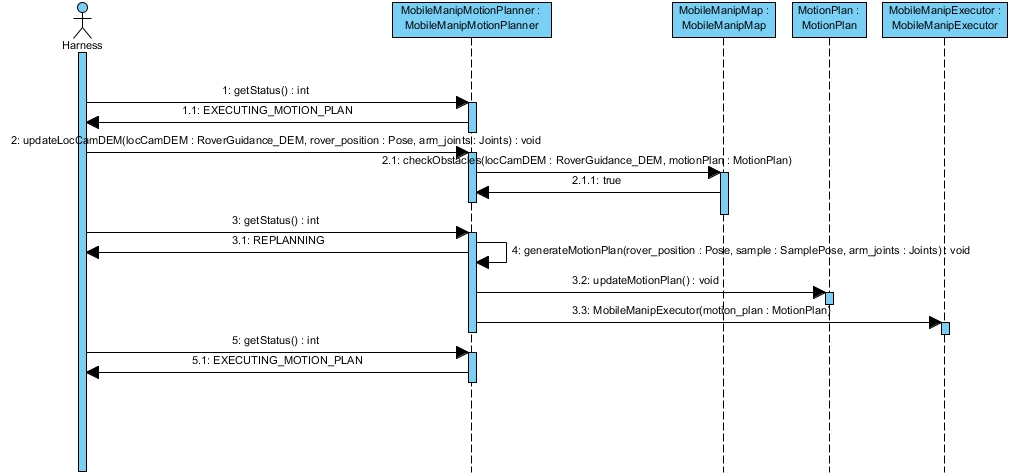 MobileManipMotionPlanner :
MobileManipMotionPlanner
MobileManipMap :
MobileManipMap
MotionPlan :
MotionPlan
MobileManipExecutor :
MobileManipExecutor
Harness
1: getStatus() : int
1.1: EXECUTING_MOTION_PLAN
2: updateLocCamDEM(locCamDEM : RoverGuidance_DEM, rover_position : Pose, arm_joints : Joints) : void
2.1: checkObstacles(locCamDEM : RoverGuidance_DEM, motionPlan : MotionPlan)
2.1.1: true
3: getStatus() : int
3.1: REPLANNING
4: generateMotionPlan(rover_position : Pose, sample : SamplePose, arm_joints : Joints) : void
3.2: updateMotionPlan() : void
3.3: MobileManipExecutor(motion_plan : MotionPlan)
5: getStatus() : int
5.1: EXECUTING_MOTION_PLAN